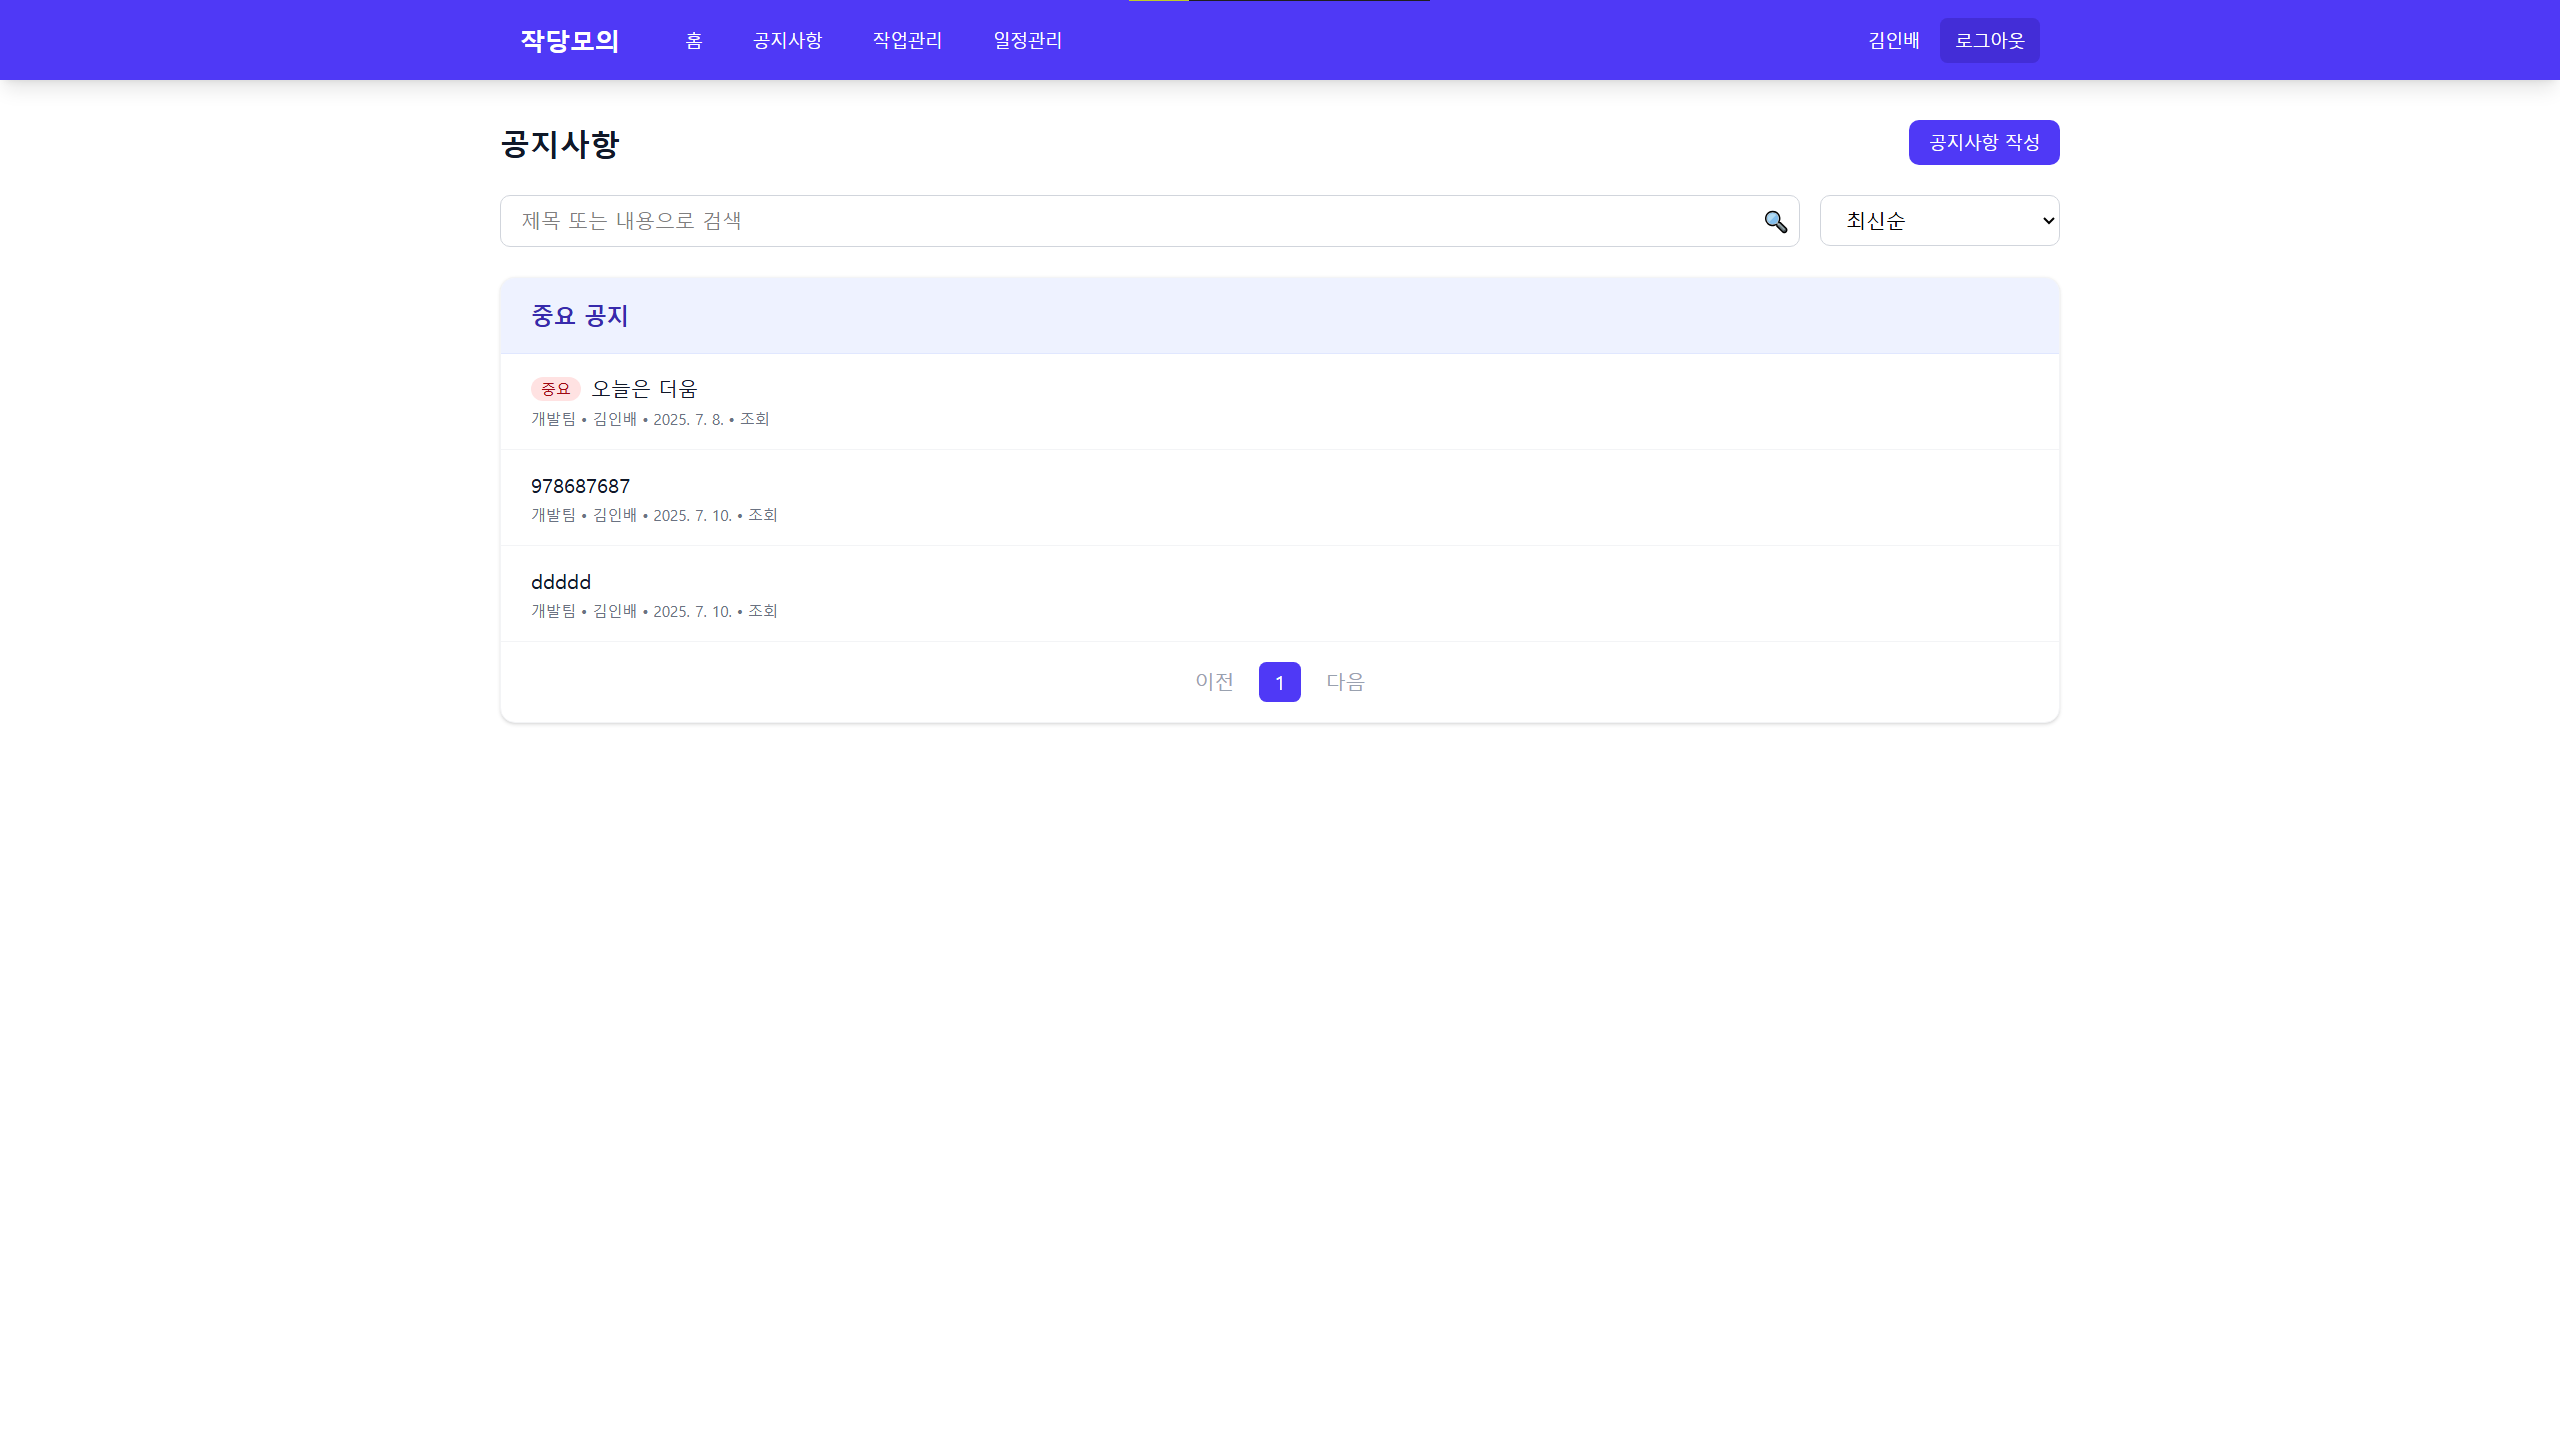 작당모의 홈 공지사항 작업관리 일정관리 김인배 로그아웃
공지사항 공지사항 작성
제목 또는 내용으로 검색 최신순
중요 공지
중요 오늘은 더움
개발팀 • 김인배 • 2025. 7. 8. • 조회
978687687
개발팀 • 김인배 • 2025. 7. 10. • 조회
ddddd
개발팀 • 김인배 • 2025. 7. 10. • 조회
이전 1 다음